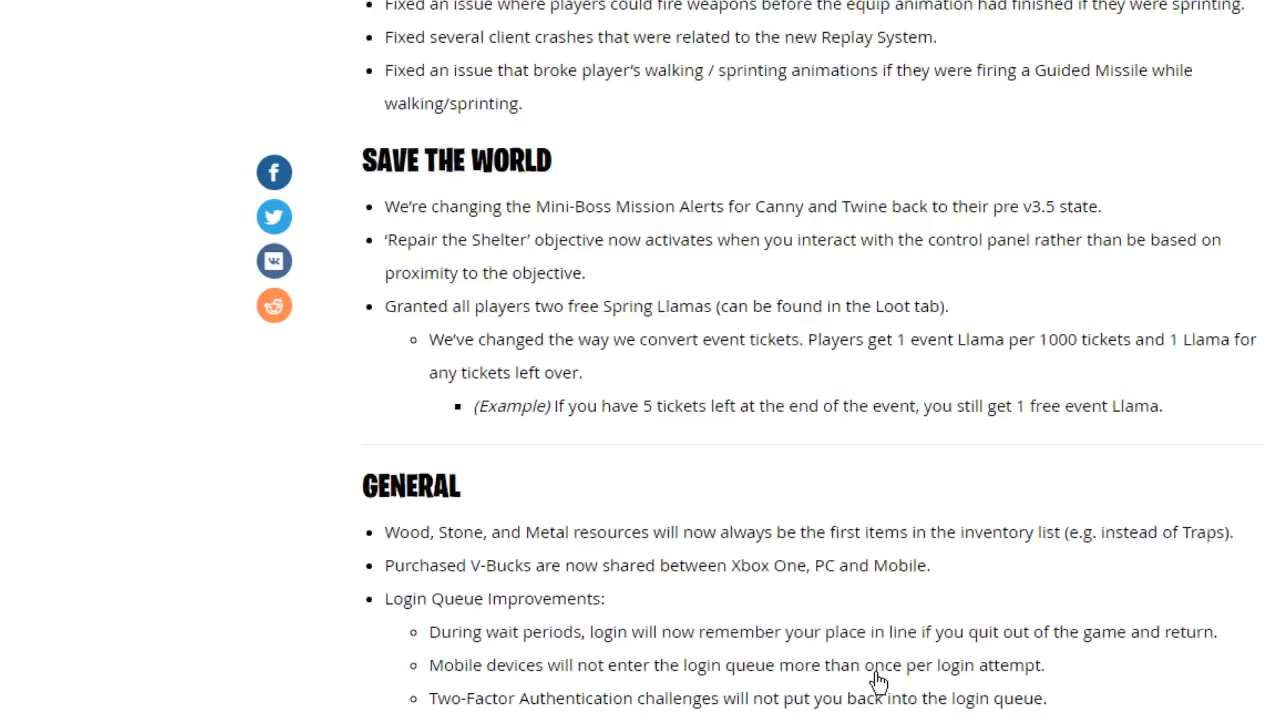 Fixed an issue where players could fire weapons before the equip animation had finished if they were sprinting.
Fixed several client crashes that were related to the new Replay System.
Fixed an issue that broke player’s walking / sprinting animations if they were firing a Guided Missile while
walking/sprinting.
SAVE THE WORLD
We’re changing the Mini-Boss Mission Alerts for Canny and Twine back to their pre v3.5 state.
‘Repair the Shelter’ objective now activates when you interact with the control panel rather than be based on
proximity to the objective.
Granted all players two free Spring Llamas (can be found in the Loot tab).
We’ve changed the way we convert event tickets. Players get 1 event Llama per 1000 tickets and 1 Llama for
any tickets left over.
(Example) If you have 5 tickets left at the end of the event, you still get 1 free event Llama.
GENERAL
Wood, Stone, and Metal resources will now always be the first items in the inventory list (e.g. instead of Traps).
Purchased V-Bucks are now shared between Xbox One, PC and Mobile.
Login Queue Improvements:
During wait periods, login will now remember your place in line if you quit out of the game and return.
Mobile devices will not enter the login queue more than once per login attempt.
Two-Factor Authentication challenges will not put you back into the login queue.